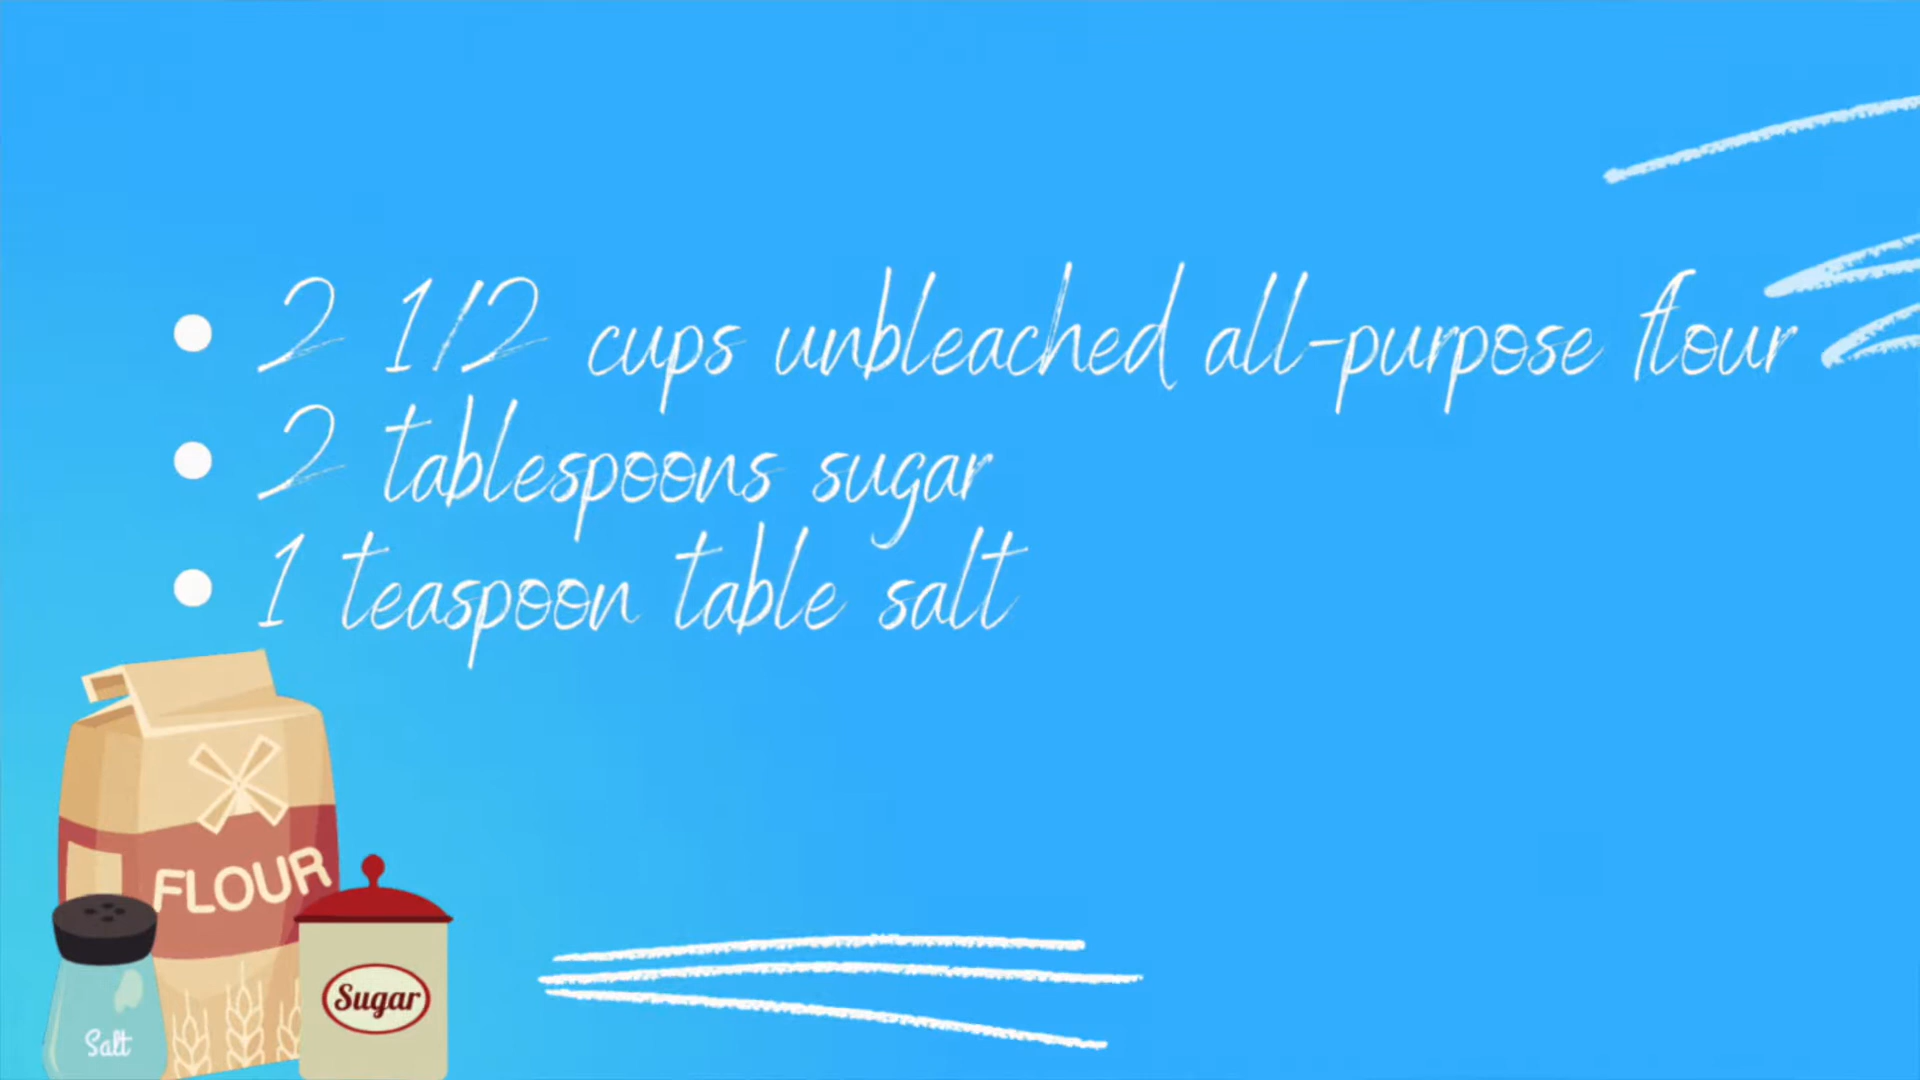 • 2 1/2 cups unbleached all-purpose flour
• 2 tablespoons sugar
• 1 teaspoon table salt
FLOUR
Sugar
Salt